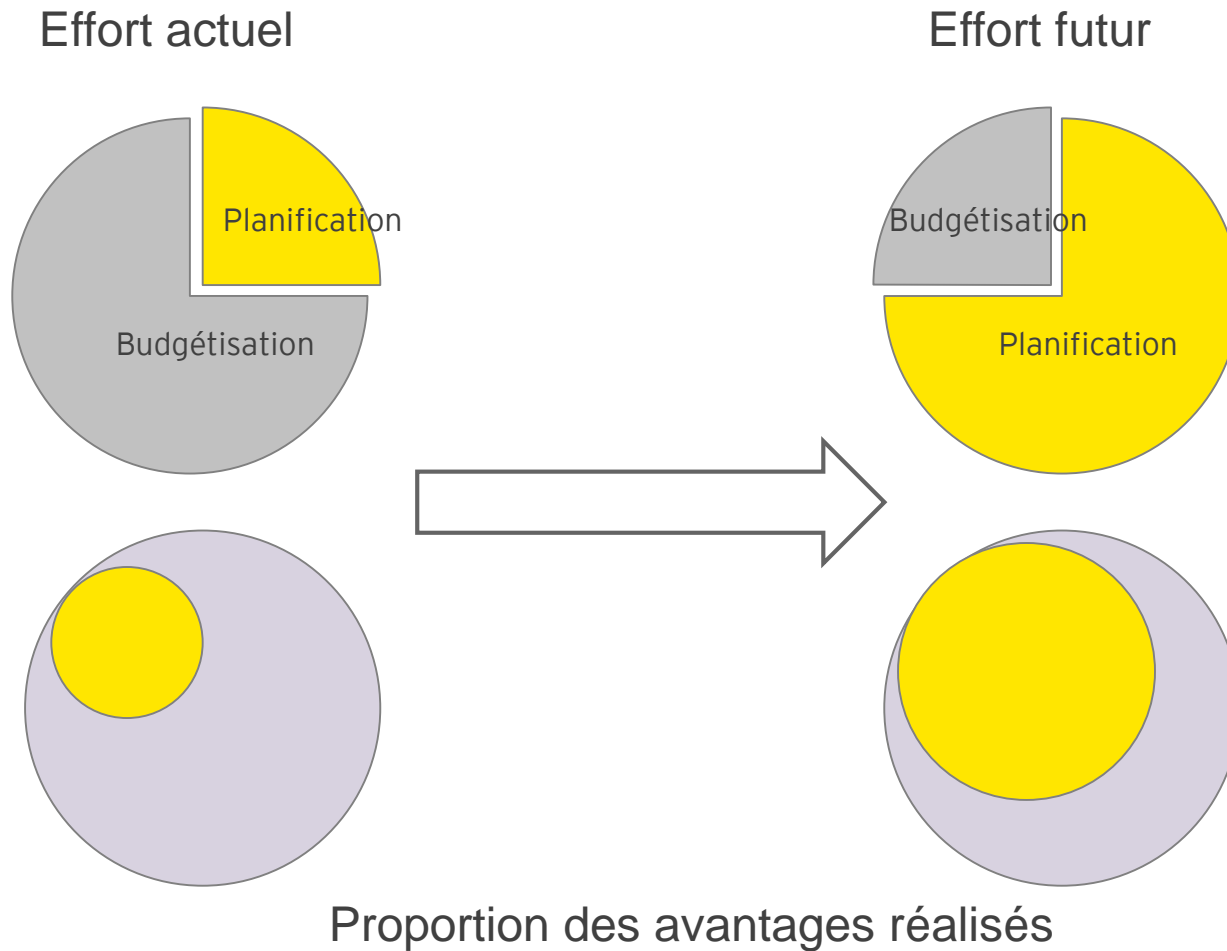 Effort actuel
Effort futur
Planification
Budgétisation
Budgétisation
Planification
Proportion des avantages réalisés